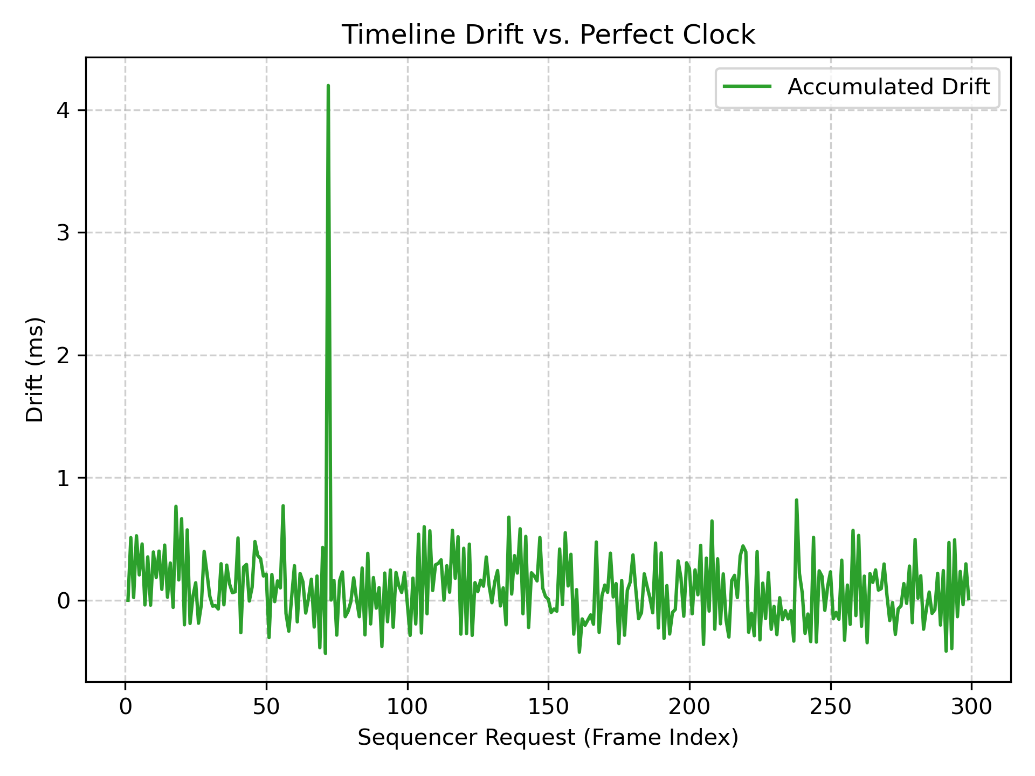 Timeline Drift vs. Perfect Clock
Accumulated Drift
Drift (ms)
4
3
2
1
0
0 50 100 150 200 250 300
Sequencer Request (Frame Index)